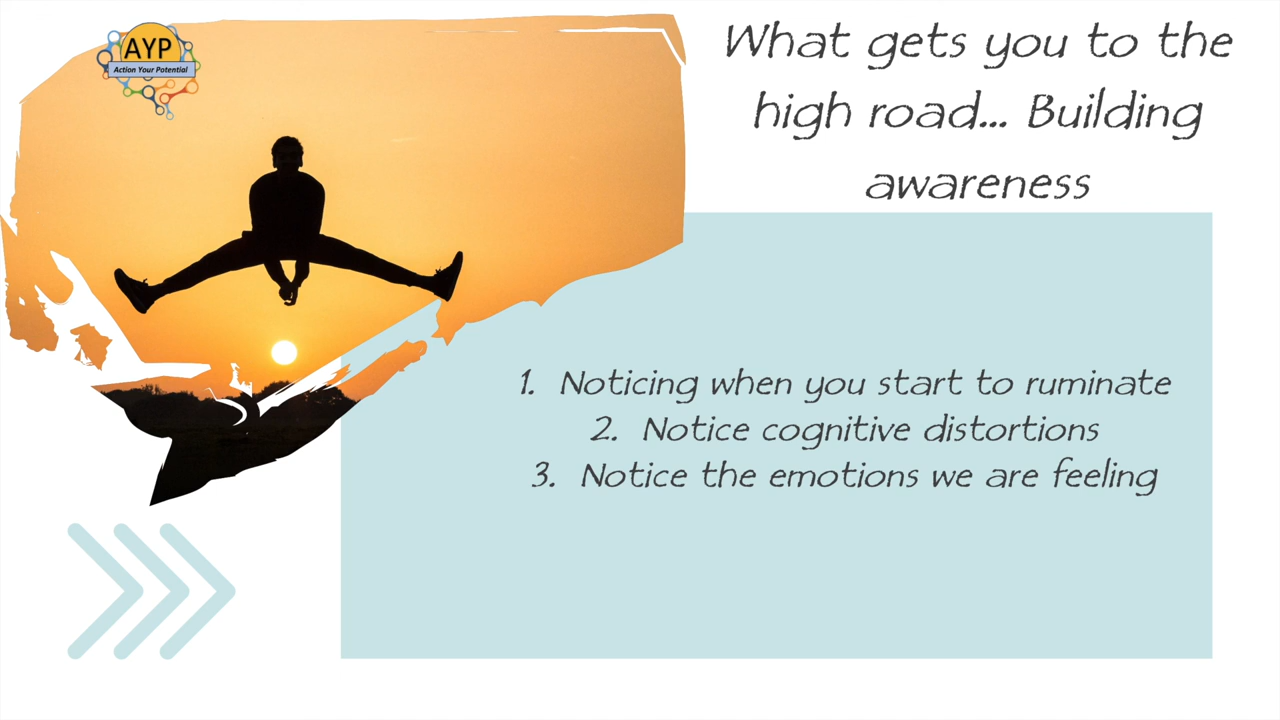 AYP
Action Your Potential
What gets you to the
high road... Building
awareness
1. Noticing when you start to ruminate
2. Notice cognitive distortions
3. Notice the emotions we are feeling